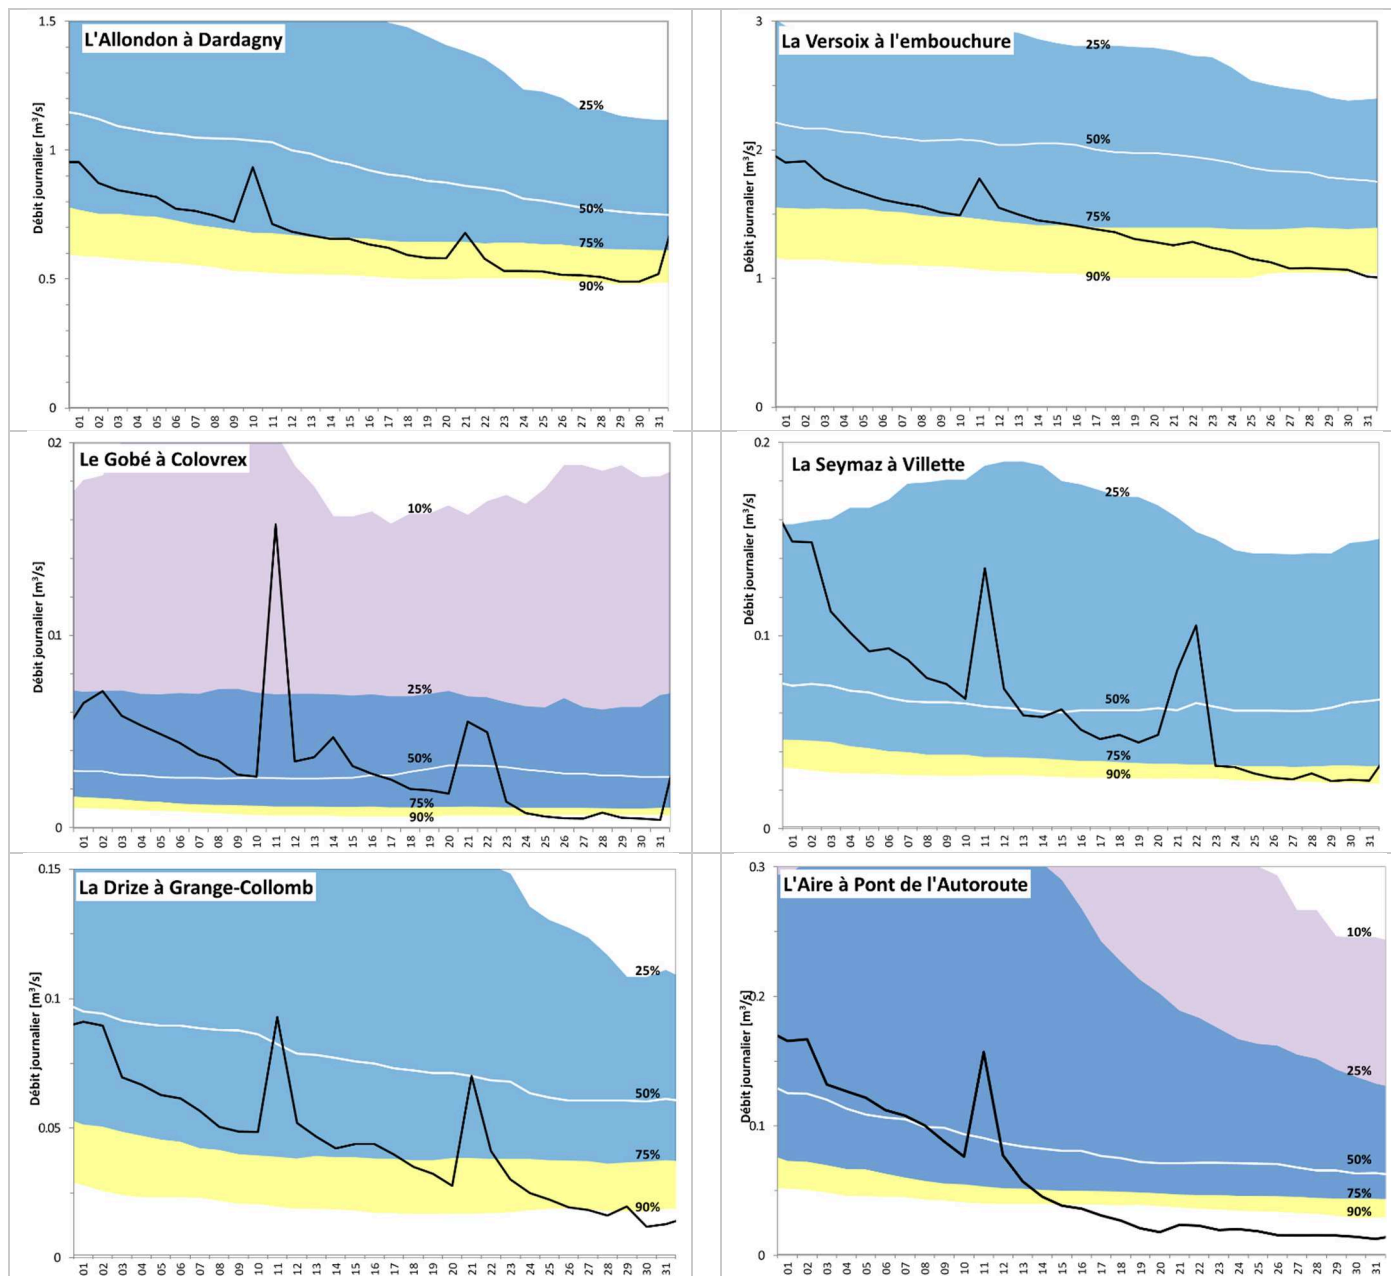 L'Allondon à Dardagny
Débit journalier [m³/s]
1.5
1
0.5
0
25%
50%
75%
90%
01 02 03 04 05 06 07 08 09 10 11 12 13 14 15 16 17 18 19 20 21 22 23 24 25 26 27 28 29 30 31
La Versoix à l'embouchure
Débit journalier [m³/s]
3
2
1
0
25%
50%
75%
90%
01 02 03 04 05 06 07 08 09 10 11 12 13 14 15 16 17 18 19 20 21 22 23 24 25 26 27 28 29 30 31
Le Gobé à Colovrex
Débit journalier [m³/s]
0.2
0.1
0
10%
25%
50%
75%
90%
01 02 03 04 05 06 07 08 09 10 11 12 13 14 15 16 17 18 19 20 21 22 23 24 25 26 27 28 29 30 31
La Seymaz à Villette
Débit journalier [m³/s]
0.2
0.1
0
25%
50%
75%
90%
01 02 03 04 05 06 07 08 09 10 11 12 13 14 15 16 17 18 19 20 21 22 23 24 25 26 27 28 29 30 31
La Drize à Grange-Collomb
Débit journalier [m³/s]
0.15
0.1
0.05
0
25%
50%
75%
90%
01 02 03 04 05 06 07 08 09 10 11 12 13 14 15 16 17 18 19 20 21 22 23 24 25 26 27 28 29 30 31
L'Aire à Pont de l'Autoroute
Débit journalier [m³/s]
0.3
0.2
0.1
0
10%
25%
50%
75%
90%
01 02 03 04 05 06 07 08 09 10 11 12 13 14 15 16 17 18 19 20 21 22 23 24 25 26 27 28 29 30 31